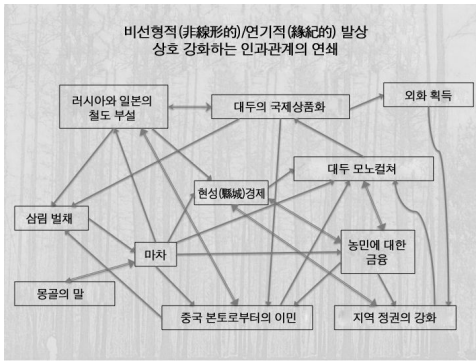 비선형적(非線形的)/연기적(緣紀的) 발상
상호 강화하는 인과관계의 연쇄
러시아와 일본의
철도 부설
대두의 국제상품화
외화 획득
대두 모노컬쳐
현성(縣城)경제
삼림 벌채
마차
농민에 대한
금융
몽골의 말
중국 본토로부터의 이민
지역 정권의 강화